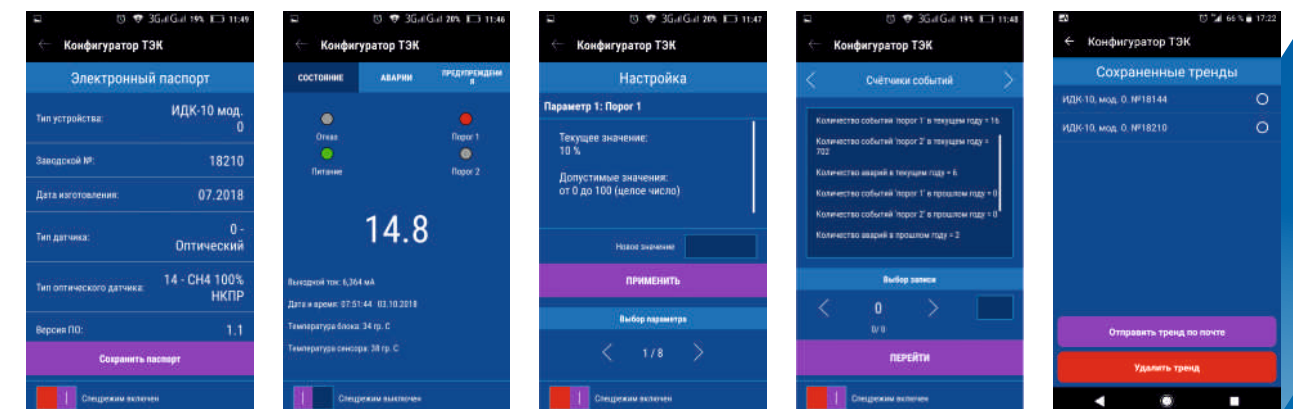 3G 3G 19% 11:49
Конфигуратор ТЭК
Электронный паспорт
Тип устройства:
ИДК-10 мод.
0
Заводской №:
18210
Дата изготовления:
07.2018
Тип датчика:
0 -
Оптический
Тип оптического датчика:
14 - CH4 100%
НКПР
Версия ПО:
1.1
Сохранить паспорт
Спецрежим включен
3G 3G 20% 11:46
Конфигуратор ТЭК
СОСТОЯНИЕ
АВАРИИ
ПРЕДУПРЕЖДЕНИ
Я
Отказ
Порог 1
Питание
Порог 2
14.8
Выходной ток: 6,364 мА
Дата и время: 07:51:44 03.10.2018
Температура блока: 34 гр. С
Температура сенсора: 38 гр. С
Спецрежим выключен
3G 3G 20% 11:47
Конфигуратор ТЭК
Настройка
Параметр 1: Порог 1
Текущее значение:
10 %
Допустимые значения:
от 0 до 100 (целое число)
Новое значение
ПРИМЕНИТЬ
Выбор параметра
1 / 8
Спецрежим включен
3G 3G 19% 11:48
Конфигуратор ТЭК
Счётчики событий
Количество событий 'порог 1' в текущем году = 16
Количество событий 'порог 2' в текущем году =
702
Количество аварий в текущем году = 6
Количество событий 'порог 1' в прошлом году = 0
Количество событий 'порог 2' в прошлом году = 0
Количество аварий в прошлом году = 2
Выбор записи
0
0/ 0
ПЕРЕЙТИ
Спецрежим включен
66 % 17:22
Конфигуратор ТЭК
Сохраненные тренды
ИДК-10, мод. 0. №18144
ИДК-10, мод. 0. №18210
Отправить тренд по почте
Удалить тренд